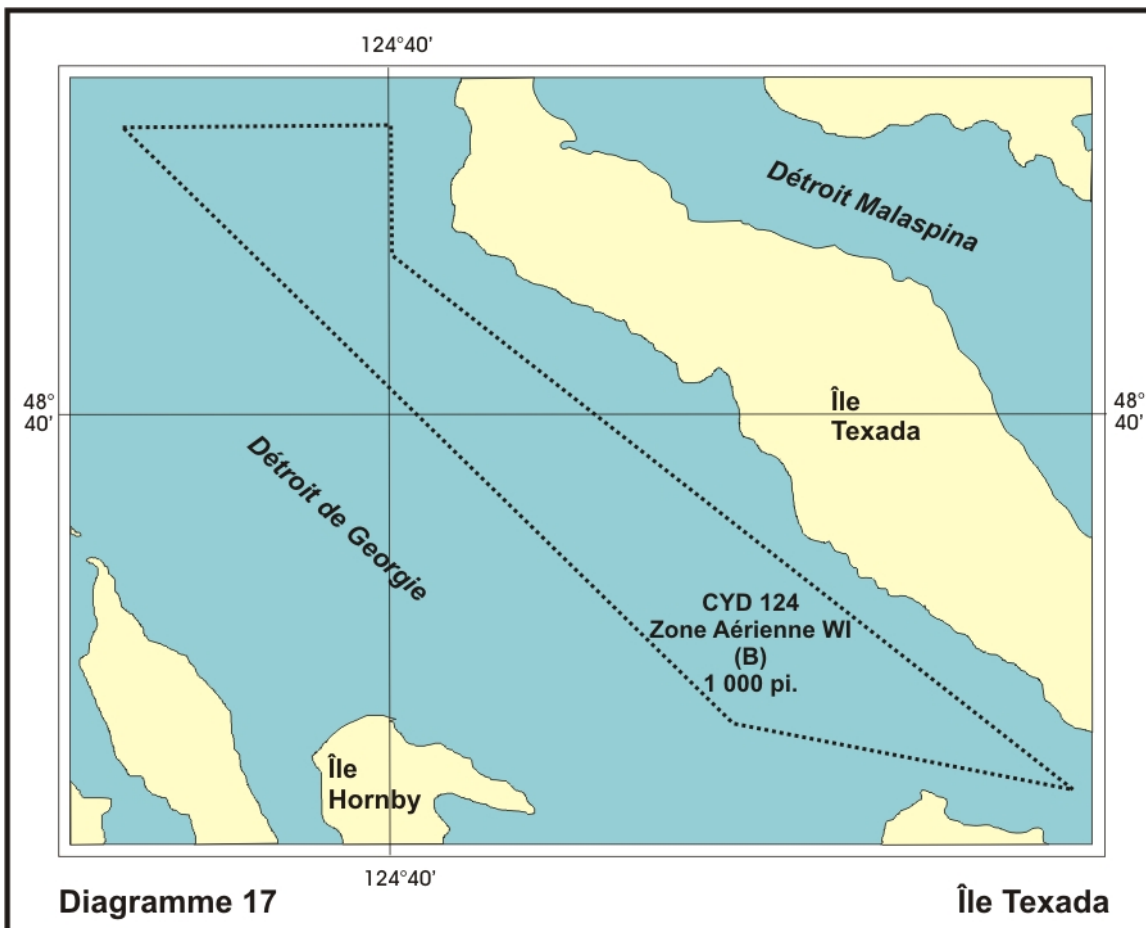 124°40'
Détroit Malaspina
48°
40'
48°
40'
Île
Texada
Détroit de Georgie
CYD 124
Zone Aérienne WI
(B)
1 000 pi.
Île
Hornby
124°40'
Diagramme 17
Île Texada